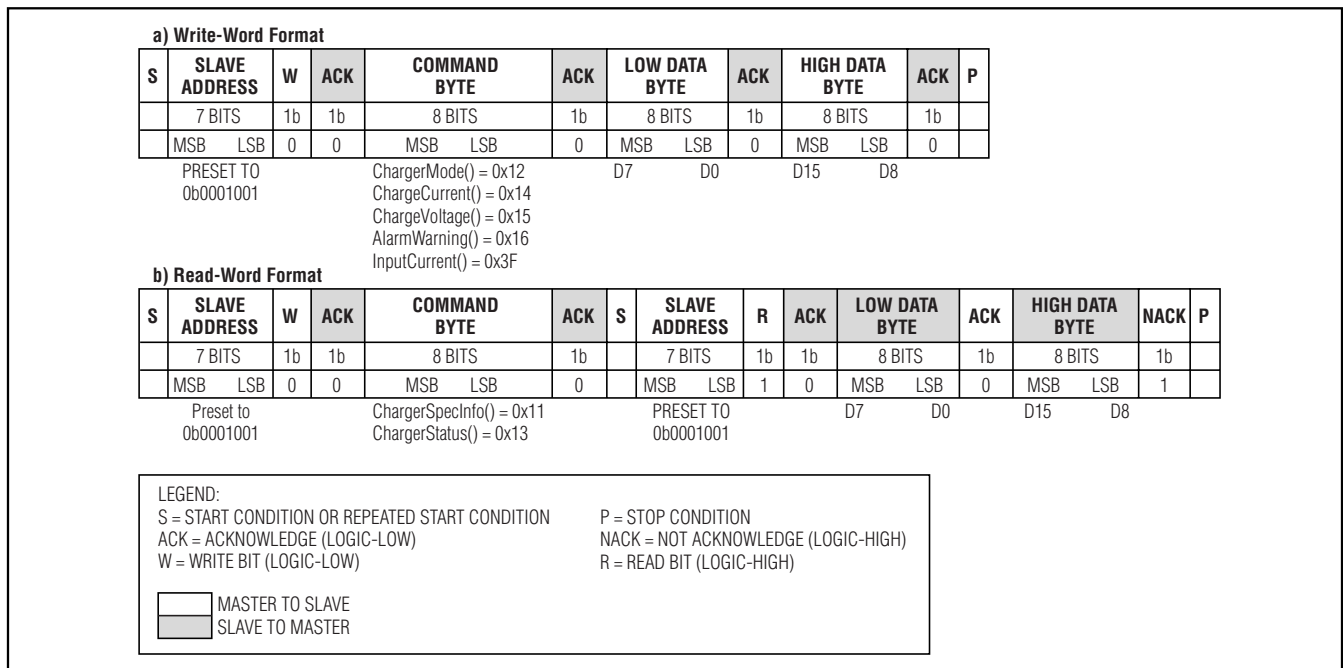 a) Write-Word Format
S SLAVE ADDRESS W ACK COMMAND BYTE ACK LOW DATA BYTE ACK HIGH DATA BYTE ACK P
7 BITS 1b 1b 8 BITS 1b 8 BITS 1b 8 BITS 1b
MSB LSB 0 0 MSB LSB 0 MSB LSB 0 MSB LSB 0
PRESET TO 0b0001001 ChargerMode() = 0x12 D7 D0 D15 D8
ChargeCurrent() = 0x14
ChargeVoltage() = 0x15
AlarmWarning() = 0x16
InputCurrent() = 0x3F
b) Read-Word Format
S SLAVE ADDRESS W ACK COMMAND BYTE ACK S SLAVE ADDRESS R ACK LOW DATA BYTE ACK HIGH DATA BYTE NACK P
7 BITS 1b 1b 8 BITS 1b 7 BITS 1b 1b 8 BITS 1b 8 BITS 1b
MSB LSB 0 0 MSB LSB 0 MSB LSB 1 0 MSB LSB 0 MSB LSB 1
Preset to ChargerSpecInfo() = 0x11 PRESET TO D7 D0 D15 D8
0b0001001 ChargerStatus() = 0x13 0b0001001
LEGEND:
S = START CONDITION OR REPEATED START CONDITION P = STOP CONDITION
ACK = ACKNOWLEDGE (LOGIC-LOW) NACK = NOT ACKNOWLEDGE (LOGIC-HIGH)
W = WRITE BIT (LOGIC-LOW) R = READ BIT (LOGIC-HIGH)
MASTER TO SLAVE
SLAVE TO MASTER